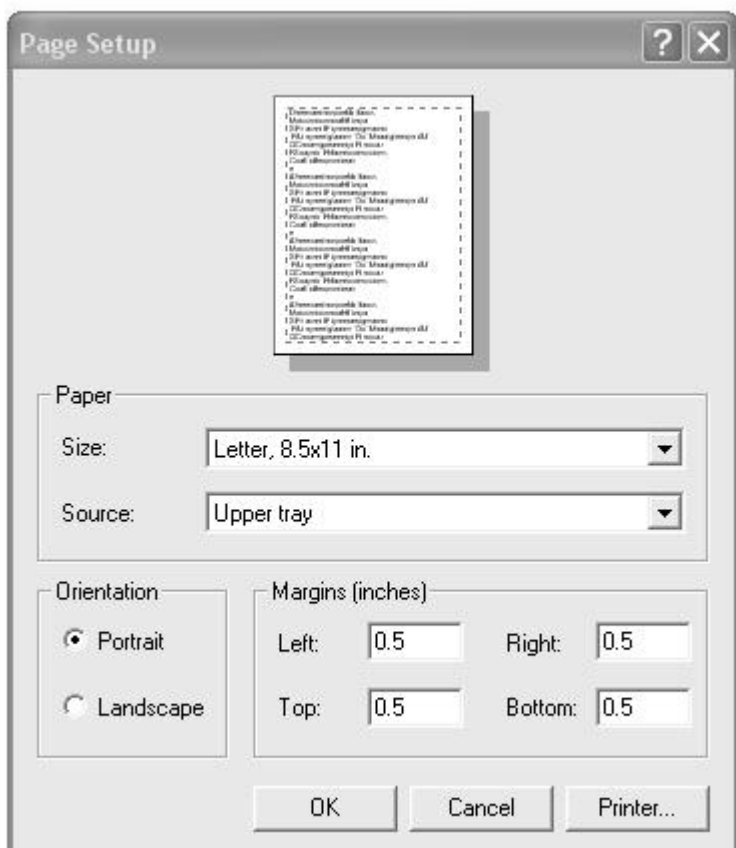 Page Setup
Paper
Size: Letter, 8.5x11 in.
Source: Upper tray
Orientation
Portrait
Landscape
Margins (inches)
Left: 0.5 Right: 0.5
Top: 0.5 Bottom: 0.5
OK Cancel Printer...